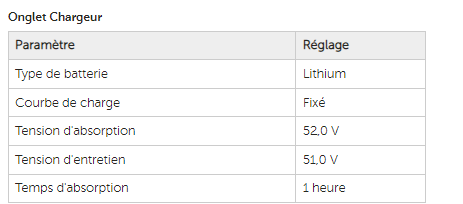 Onglet Chargeur
Paramètre Réglage
Type de batterie Lithium
Courbe de charge Fixé
Tension d'absorption 52,0 V
Tension d'entretien 51,0 V
Temps d'absorption 1 heure